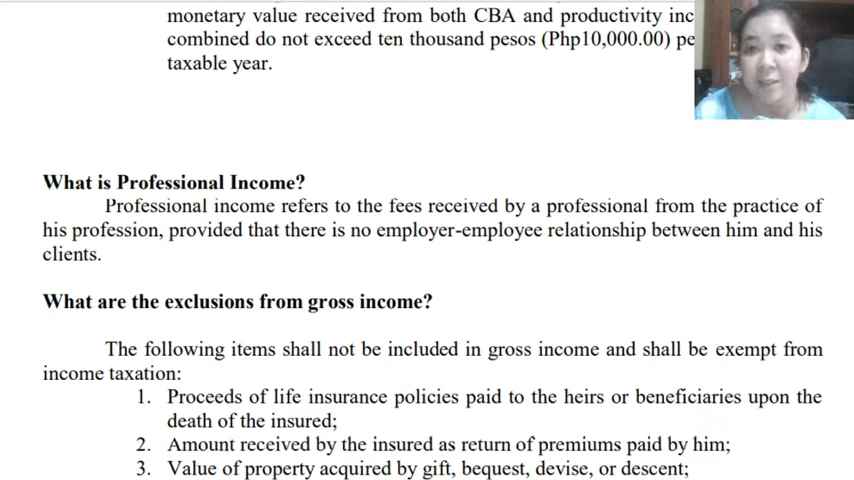 monetary value received from both CBA and productivity
combined do not exceed ten thousand pesos (Php10,000.00)
taxable year.
What is Professional Income?
Professional income refers to the fees received by a professional from the practice of
his profession, provided that there is no employer-employee relationship between him and his
clients.
What are the exclusions from gross income?
The following items shall not be included in gross income and shall be exempt from
income taxation:
1. Proceeds of life insurance policies paid to the heirs or beneficiaries upon the
death of the insured;
2. Amount received by the insured as return of premiums paid by him;
3. Value of property acquired by gift, bequest, devise, or descent;